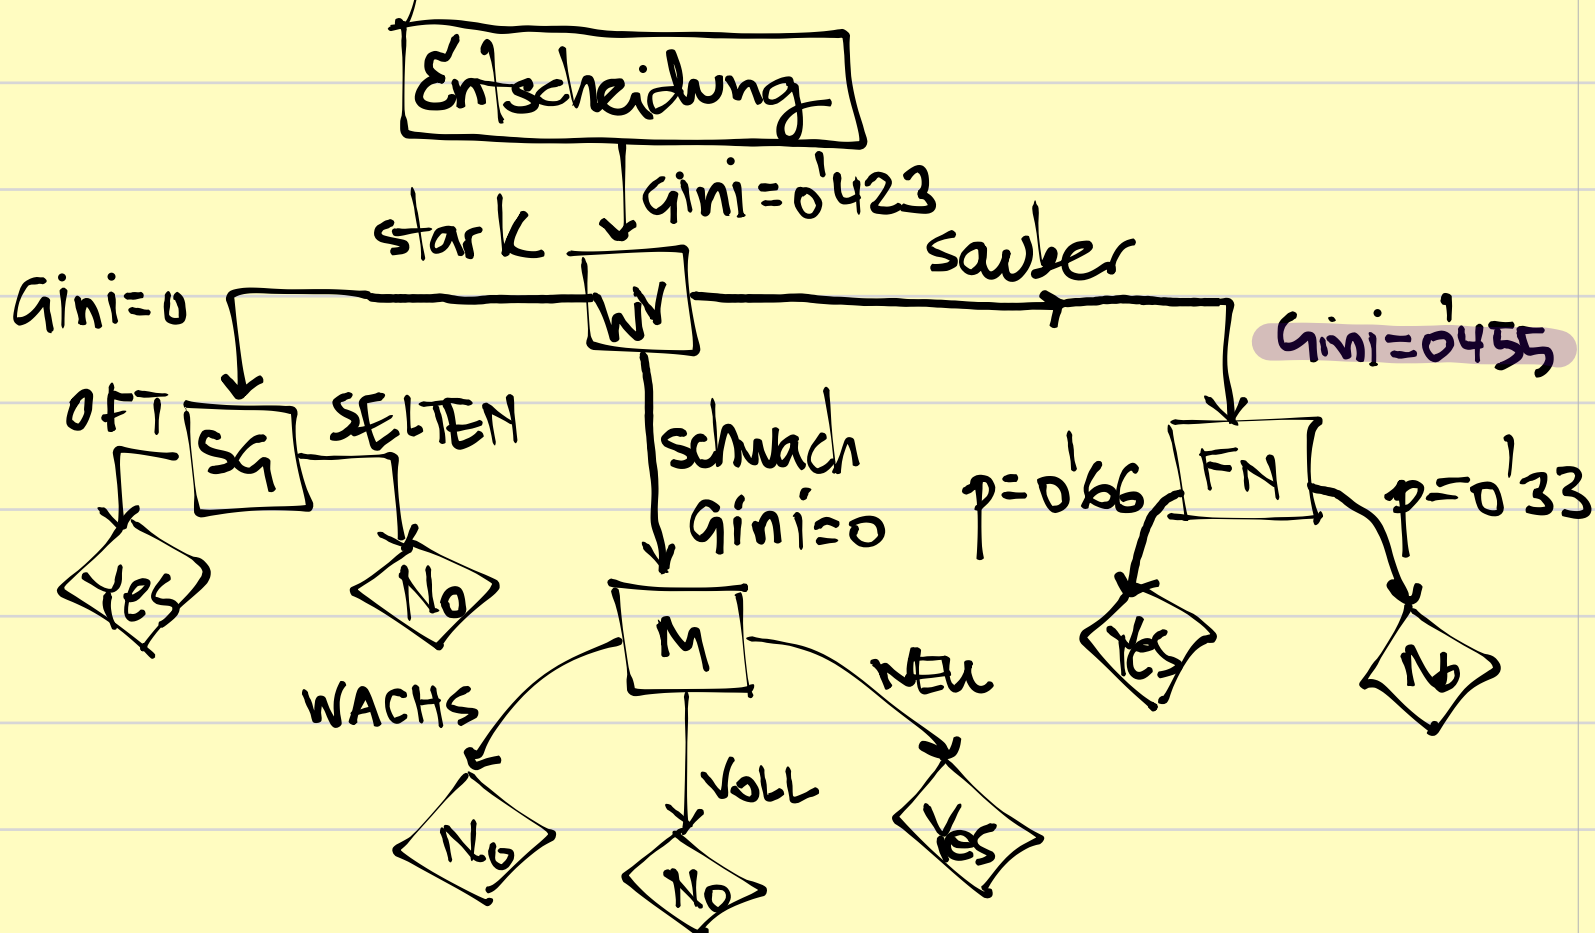 Entscheidung
Gini=0'423
stark
sauber
WV
Gini=0
Gini=0'455
OFT
SG
SELTEN
schwach
Gini=0
p=0'66
FN
p=0'33
Yes
No
M
Yes
No
WACHS
VOLL
NEU
No
No
Yes